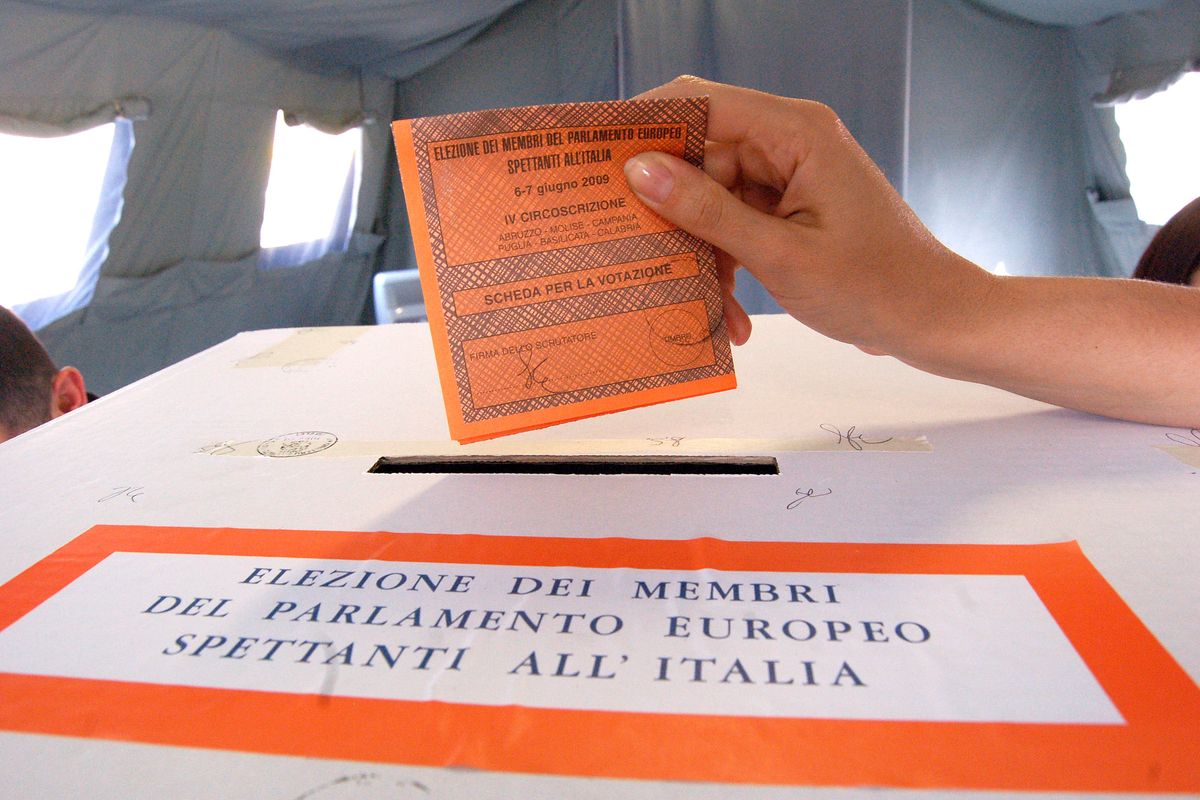 ELEZIONE DEI MEMBRI DEL PARLAMENTO EUROPEO
SPETTANTI ALL'ITALIA
6-7 giugno 2009
IV CIRCOSCRIZIONE
ABRUZZO - MOLISE - CAMPANIA
PUGLIA - BASILICATA - CALABRIA
SCHEDA PER LA VOTAZIONE
FIRMA DELLO SCRUTATORE
ELEZIONE DEI MEMBRI
DEL PARLAMENTO EUROPEO
SPETTANTI ALL'ITALIA